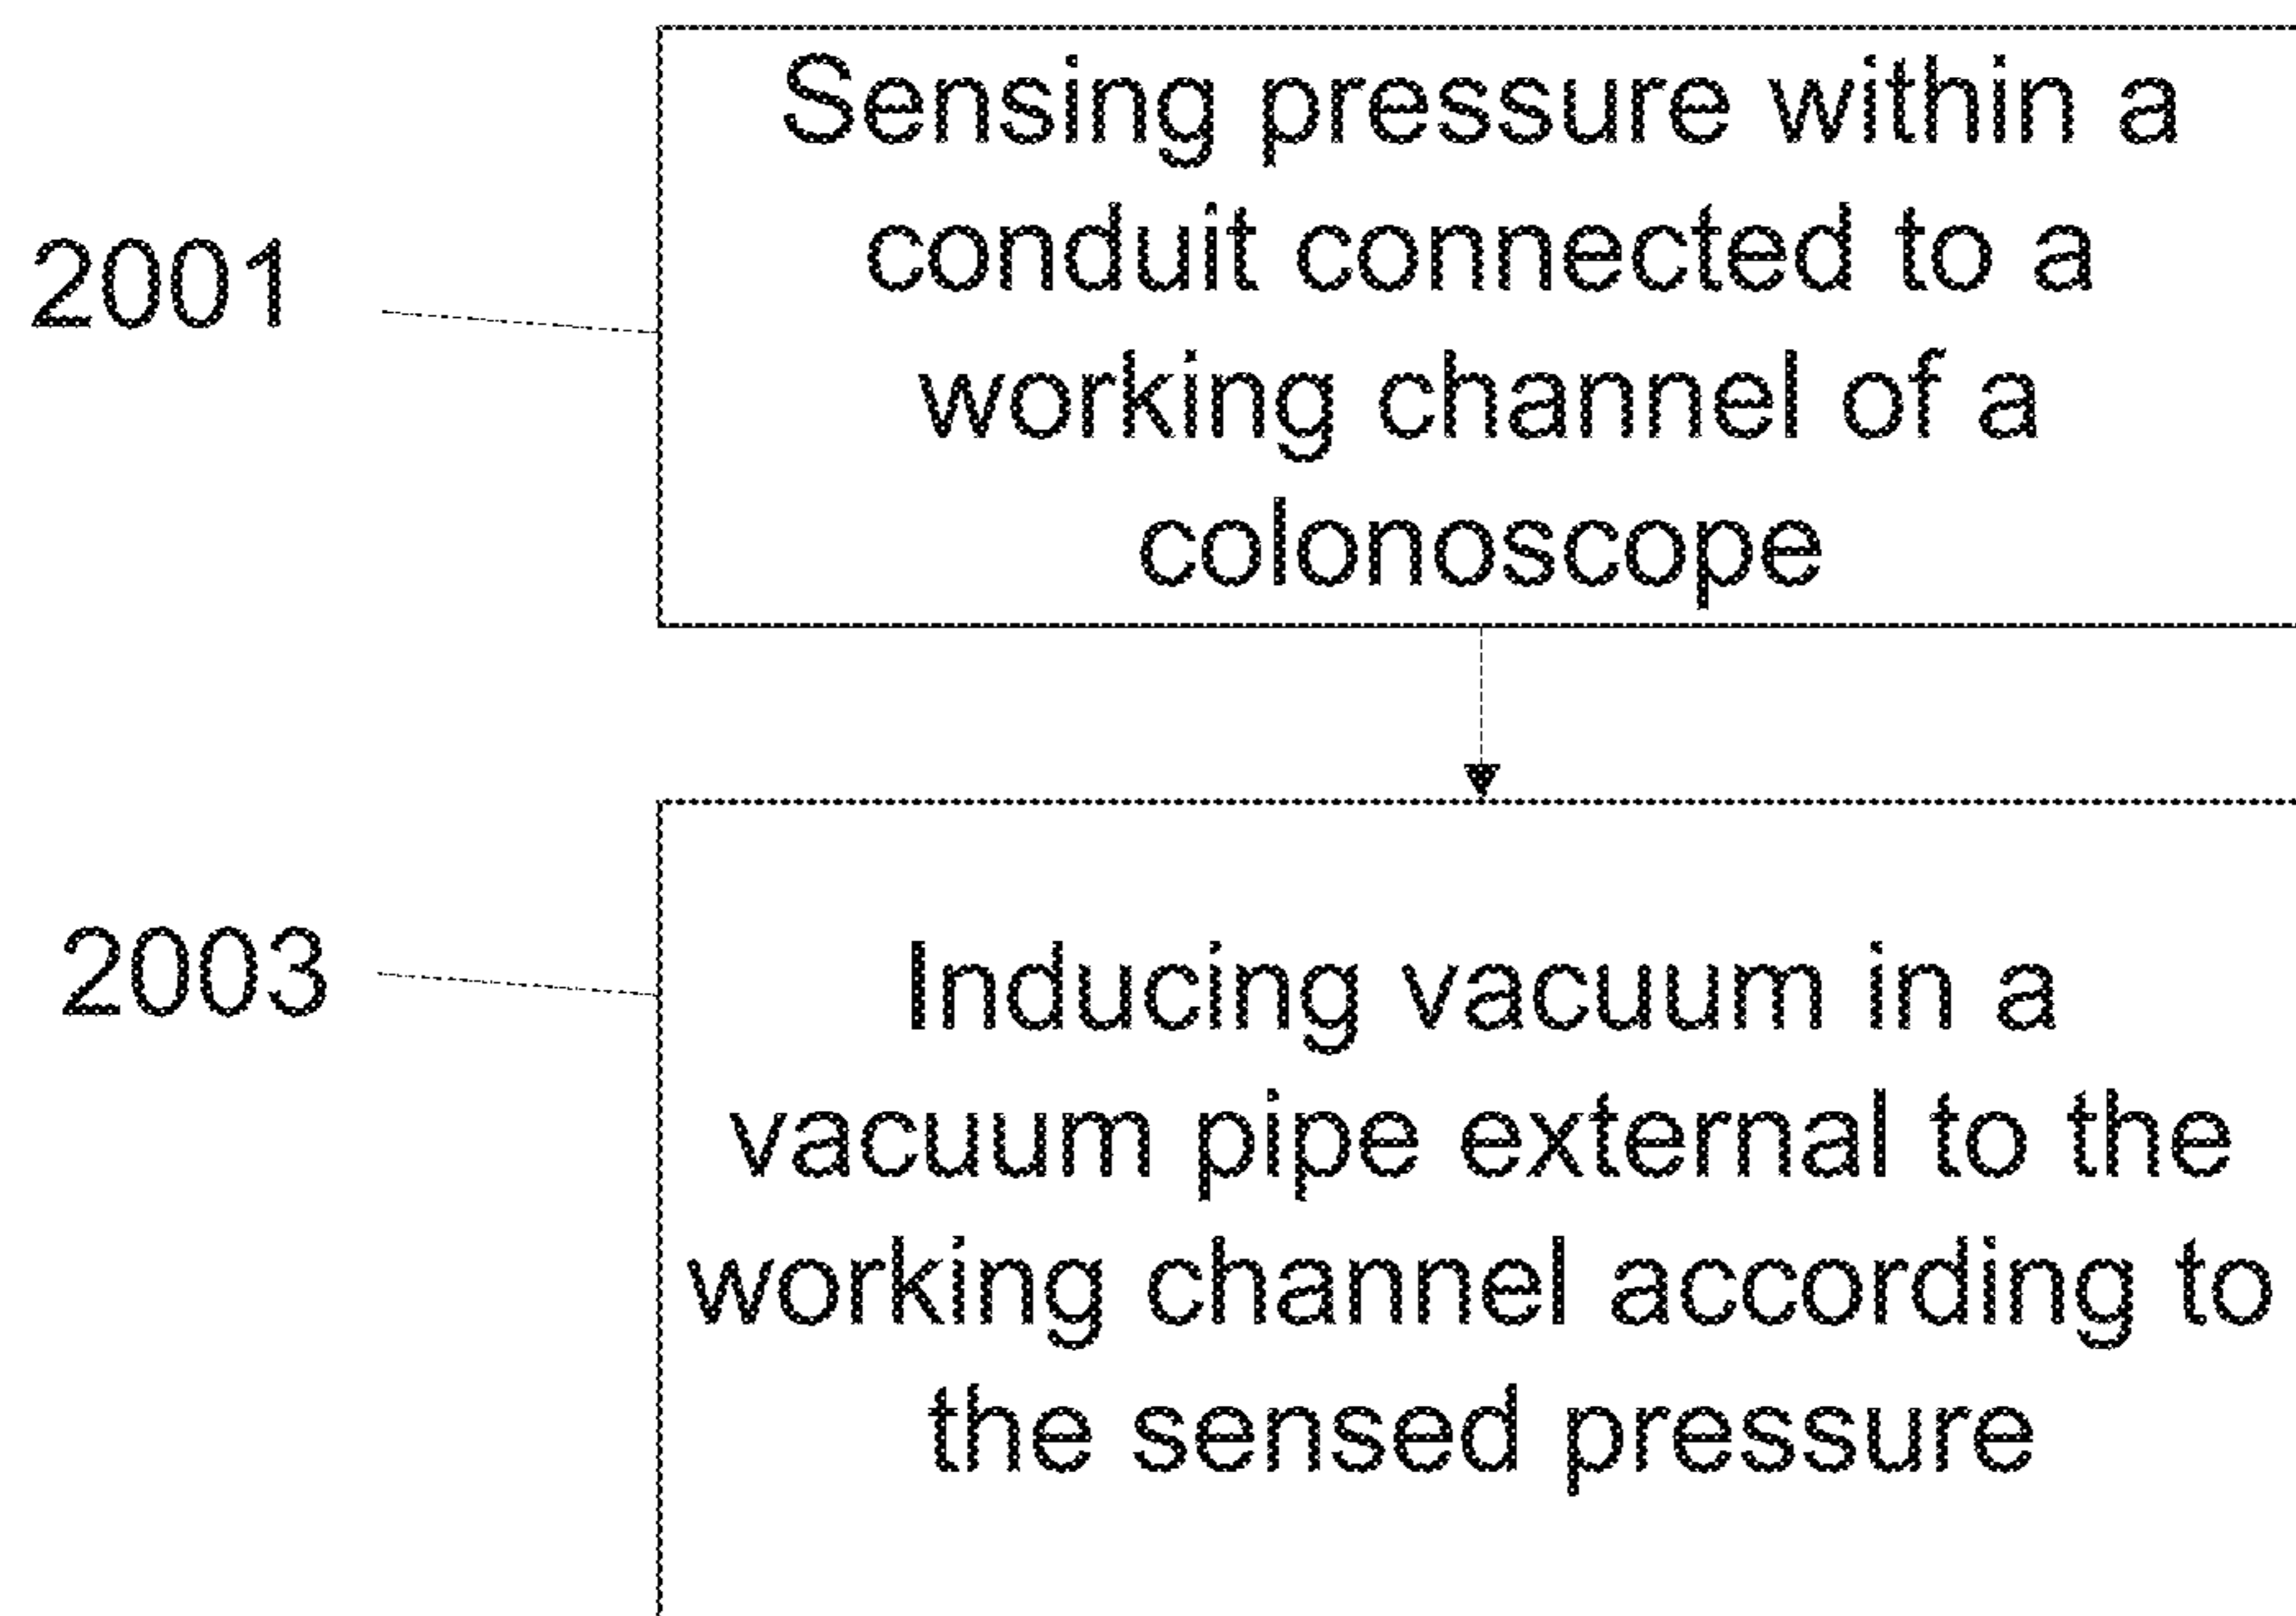 Sensing pressure within a
conduit connected to a
working channel of a
colonoscope
2001
Inducing vacuum in a
vacuum pipe external to the
working channel according to
the sensed pressure
2003